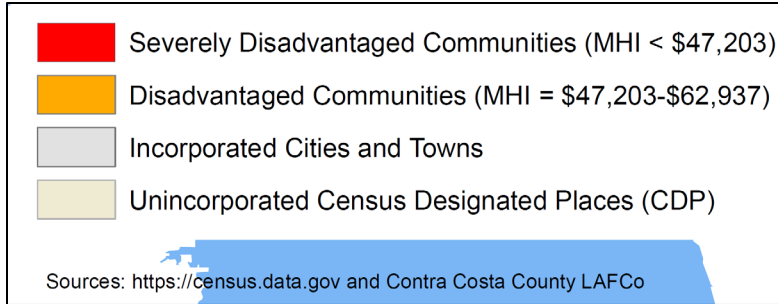 Severely Disadvantaged Communities (MHI < $47,203)
Disadvantaged Communities (MHI = $47,203-$62,937)
Incorporated Cities and Towns
Unincorporated Census Designated Places (CDP)
Sources: https://census.data.gov and Contra Costa County LAFCo